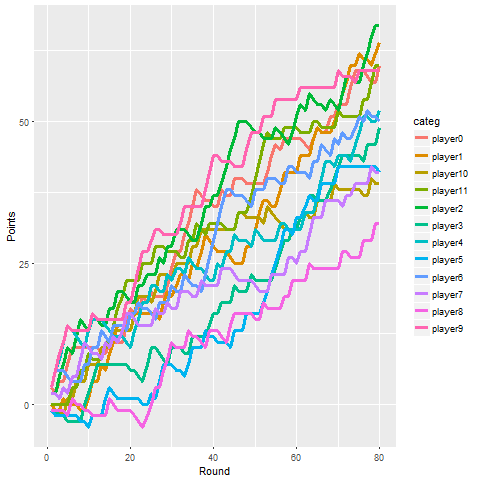 50
25
0
0
20
40
60
80
Round
Points
categ
player0
player1
player10
player11
player2
player3
player4
player5
player6
player7
player8
player9